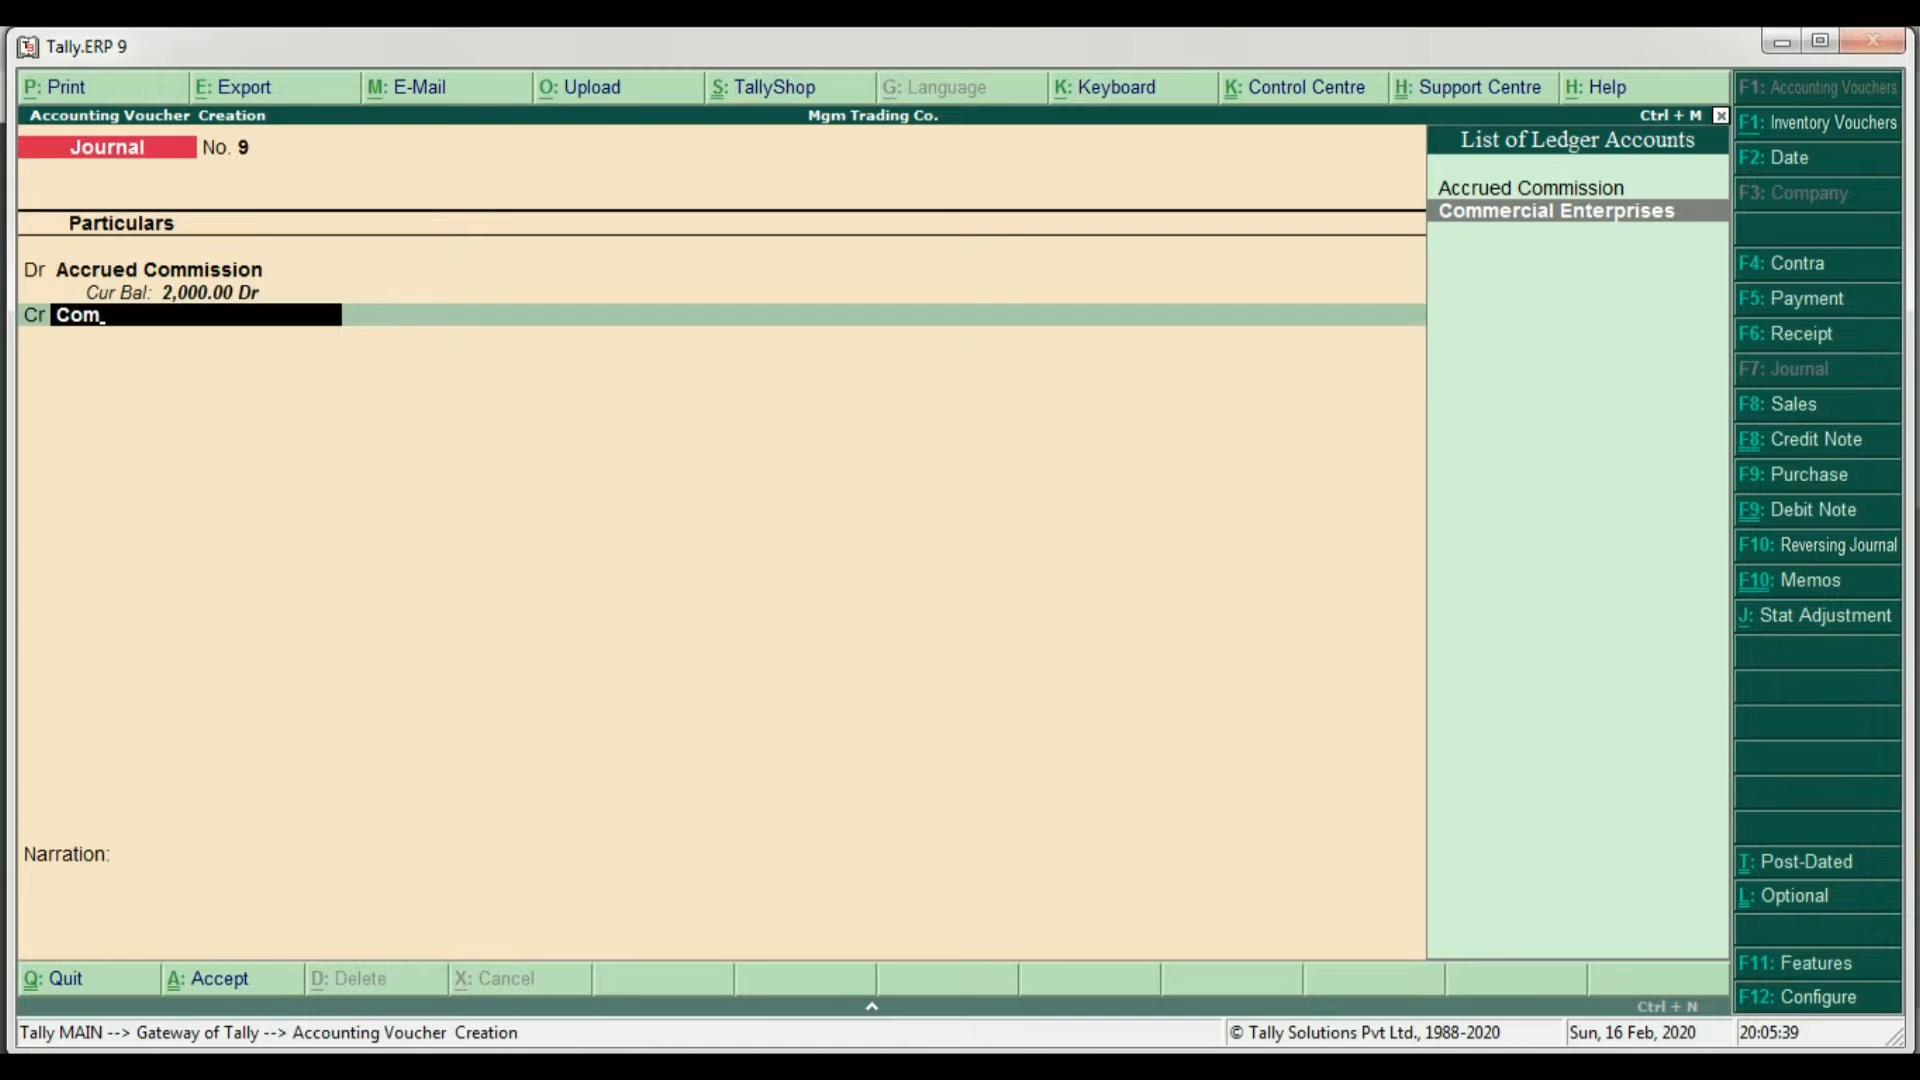 Tally.ERP 9
P: Print E: Export M: E-Mail O: Upload S: TallyShop G: Language K: Keyboard K: Control Centre H: Support Centre H: Help
Accounting Voucher Creation Mgm Trading Co. Ctrl + M
Journal No. 9
Particulars
Dr Accrued Commission
Cur Bal: 2,000.00 Dr
Cr Com_
Narration:
List of Ledger Accounts
Accrued Commission
Commercial Enterprises
F1: Accounting Vouchers
F1: Inventory Vouchers
F2: Date
F3: Company
F4: Contra
F5: Payment
F6: Receipt
F7: Journal
F8: Sales
F8: Credit Note
F9: Purchase
F9: Debit Note
F10: Reversing Journal
F10: Memos
J: Stat Adjustment
T: Post-Dated
L: Optional
F11: Features
F12: Configure
Q: Quit A: Accept D: Delete X: Cancel
Ctrl + N
Tally MAIN --> Gateway of Tally --> Accounting Voucher Creation © Tally Solutions Pvt Ltd., 1988-2020 Sun, 16 Feb, 2020 20:05:39